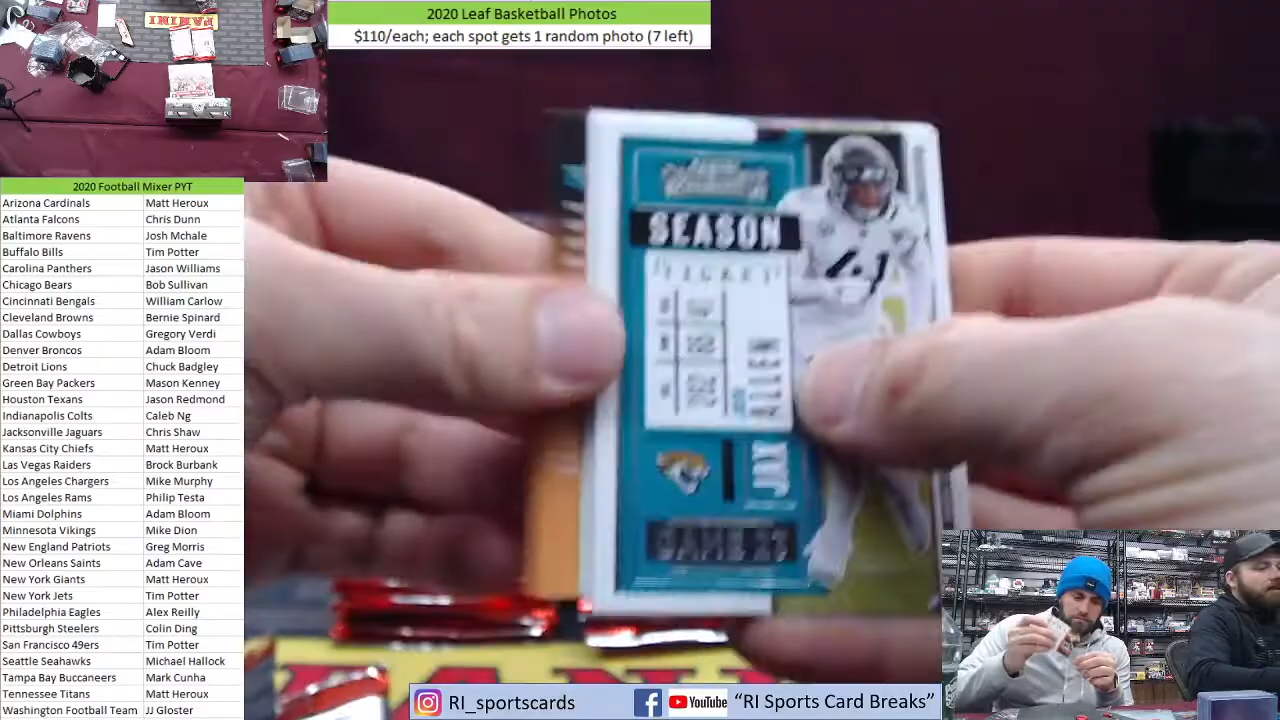 2020 Leaf Basketball Photos
$110/each; each spot gets 1 random photo (7 left)
PANINI
2020 Football Mixer PYT
Arizona Cardinals Matt Heroux
Atlanta Falcons Chris Dunn
Baltimore Ravens Josh Mchale
Buffalo Bills Tim Potter
Carolina Panthers Jason Williams
Chicago Bears Bob Sullivan
Cincinnati Bengals William Carlow
Cleveland Browns Bernie Spinard
Dallas Cowboys Gregory Verdi
Denver Broncos Adam Bloom
Detroit Lions Chuck Badgley
Green Bay Packers Mason Kenney
Houston Texans Jason Redmond
Indianapolis Colts Caleb Ng
Jacksonville Jaguars Chris Shaw
Kansas City Chiefs Matt Heroux
Las Vegas Raiders Brock Burbank
Los Angeles Chargers Mike Murphy
Los Angeles Rams Philip Testa
Miami Dolphins Adam Bloom
Minnesota Vikings Mike Dion
New England Patriots Greg Morris
New Orleans Saints Adam Cave
New York Giants Matt Heroux
New York Jets Tim Potter
Philadelphia Eagles Alex Reilly
Pittsburgh Steelers Colin Ding
San Francisco 49ers Tim Potter
Seattle Seahawks Michael Hallock
Tampa Bay Buccaneers Mark Cunha
Tennessee Titans Matt Heroux
Washington Football Team JJ Gloster
SEASON
LEGACY
JOSH
ALLEN
JAX
41
RI_sportscards
YouTube
"RI Sports Card Breaks"